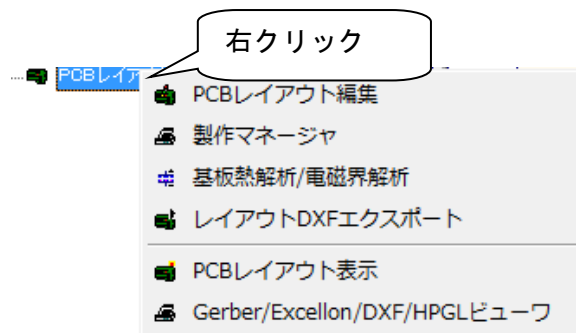 右クリック
PCBレイア
PCBレイアウト編集
製作マネージャ
基板熱解析/電磁界解析
レイアウトDXFエクスポート
PCBレイアウト表示
Gerber/Excellon/DXF/HPGLビューワ